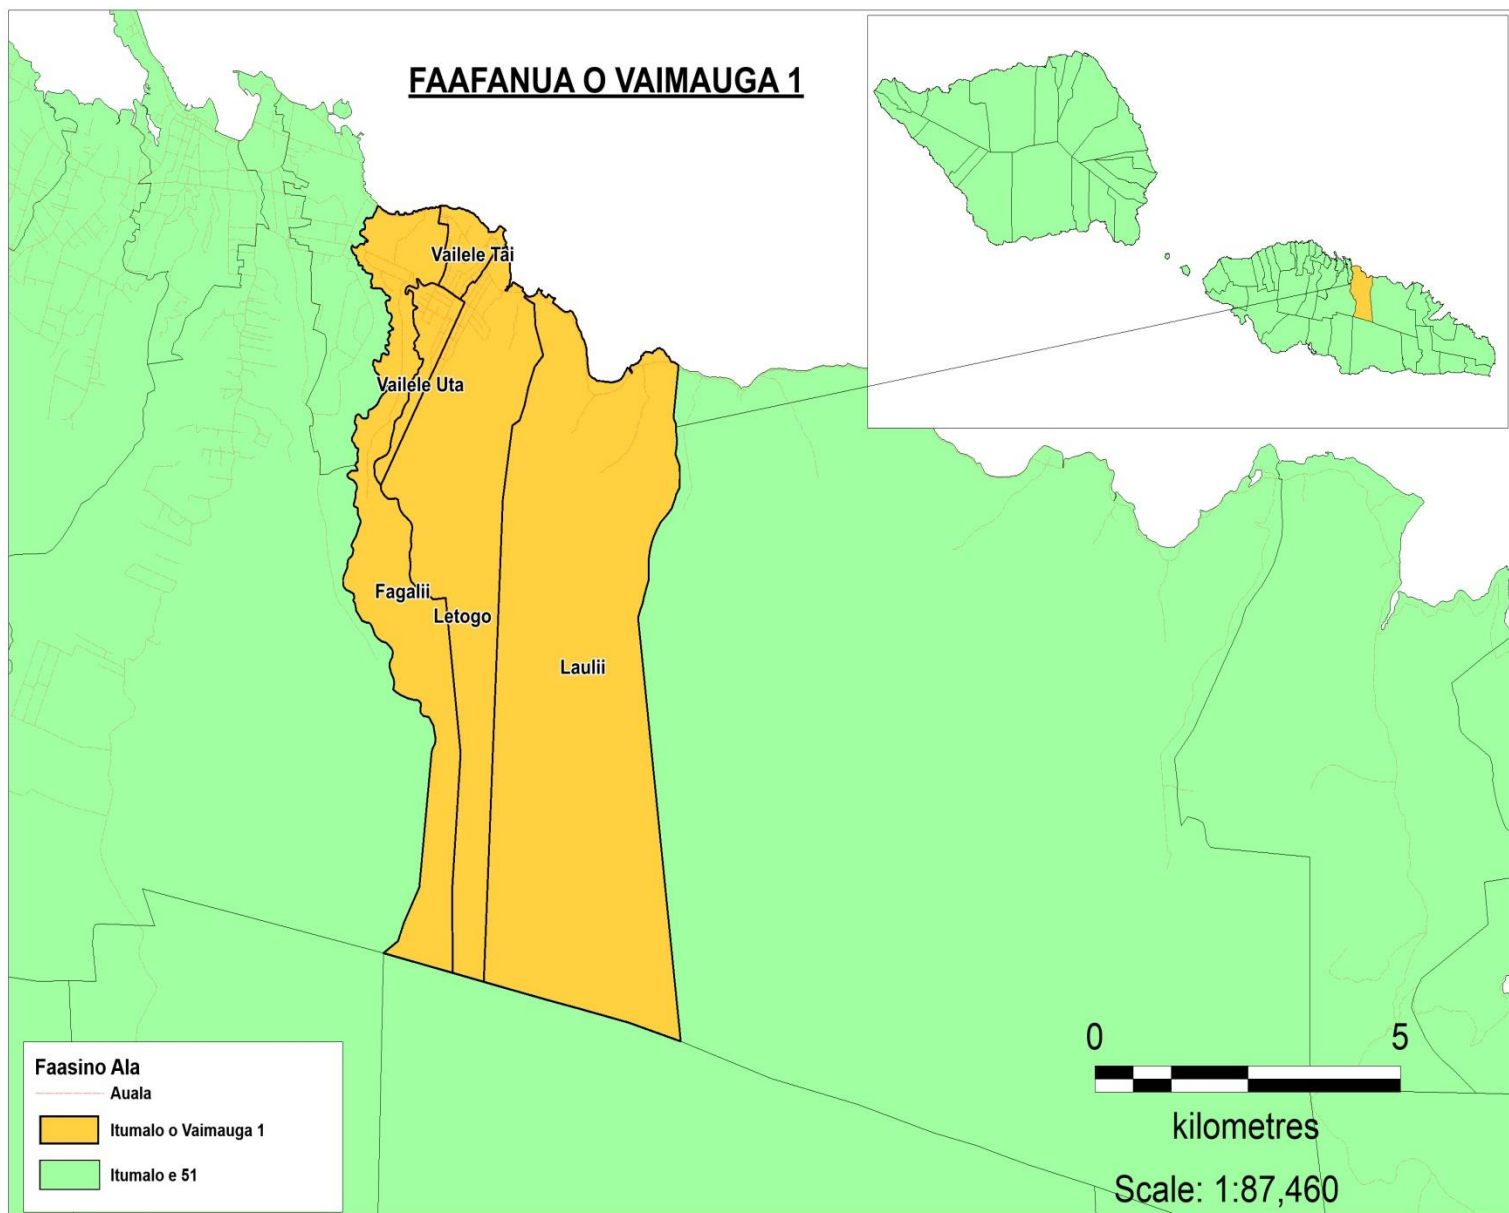 FAAFANUA O VAIMAUGA 1
Vailele Tai
Vailele Uta
Fagalii
Letogo
Laulii
Faasino Ala
Auala
Itumalo o Vaimauga 1
Itumalo e 51
0 5
kilometres
Scale: 1:87,460